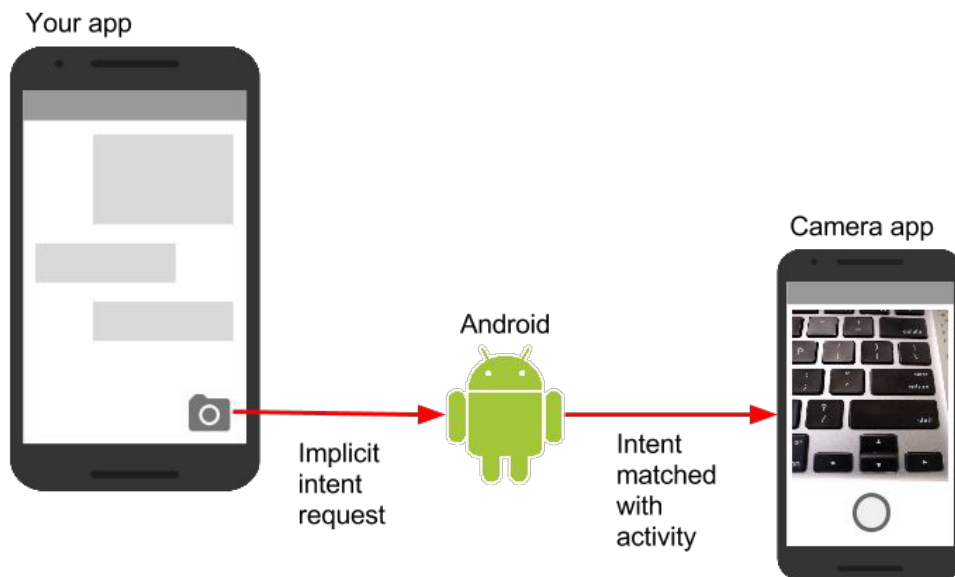 Your app
Camera app
Android
Implicit
intent
request
Intent
matched
with
activity